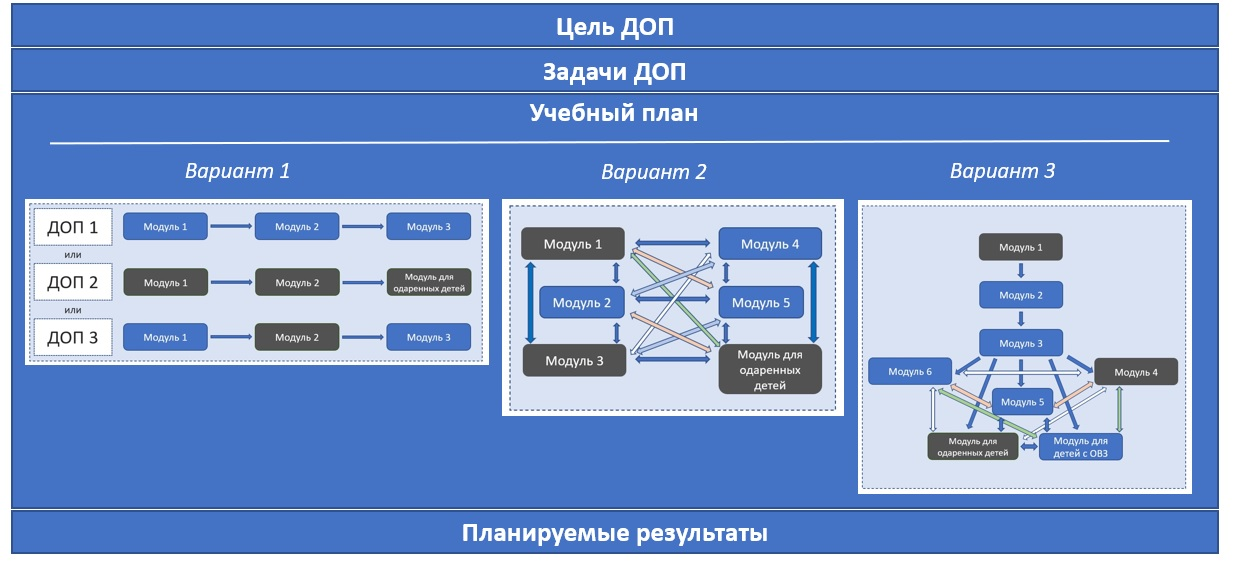 Цель ДОП
Задачи ДОП
Учебный план
Вариант 1
Вариант 2
Вариант 3
ДОП 1
Модуль 1
Модуль 2
Модуль 3
или
ДОП 2
Модуль 1
Модуль 2
Модуль для
одаренных детей
или
ДОП 3
Модуль 1
Модуль 2
Модуль 3
Модуль 1
Модуль 4
Модуль 2
Модуль 5
Модуль 3
Модуль для
одаренных
детей
Модуль 1
Модуль 2
Модуль 3
Модуль 6
Модуль 4
Модуль 5
Модуль для
одаренных детей
Модуль для
детей с ОВЗ
Планируемые результаты